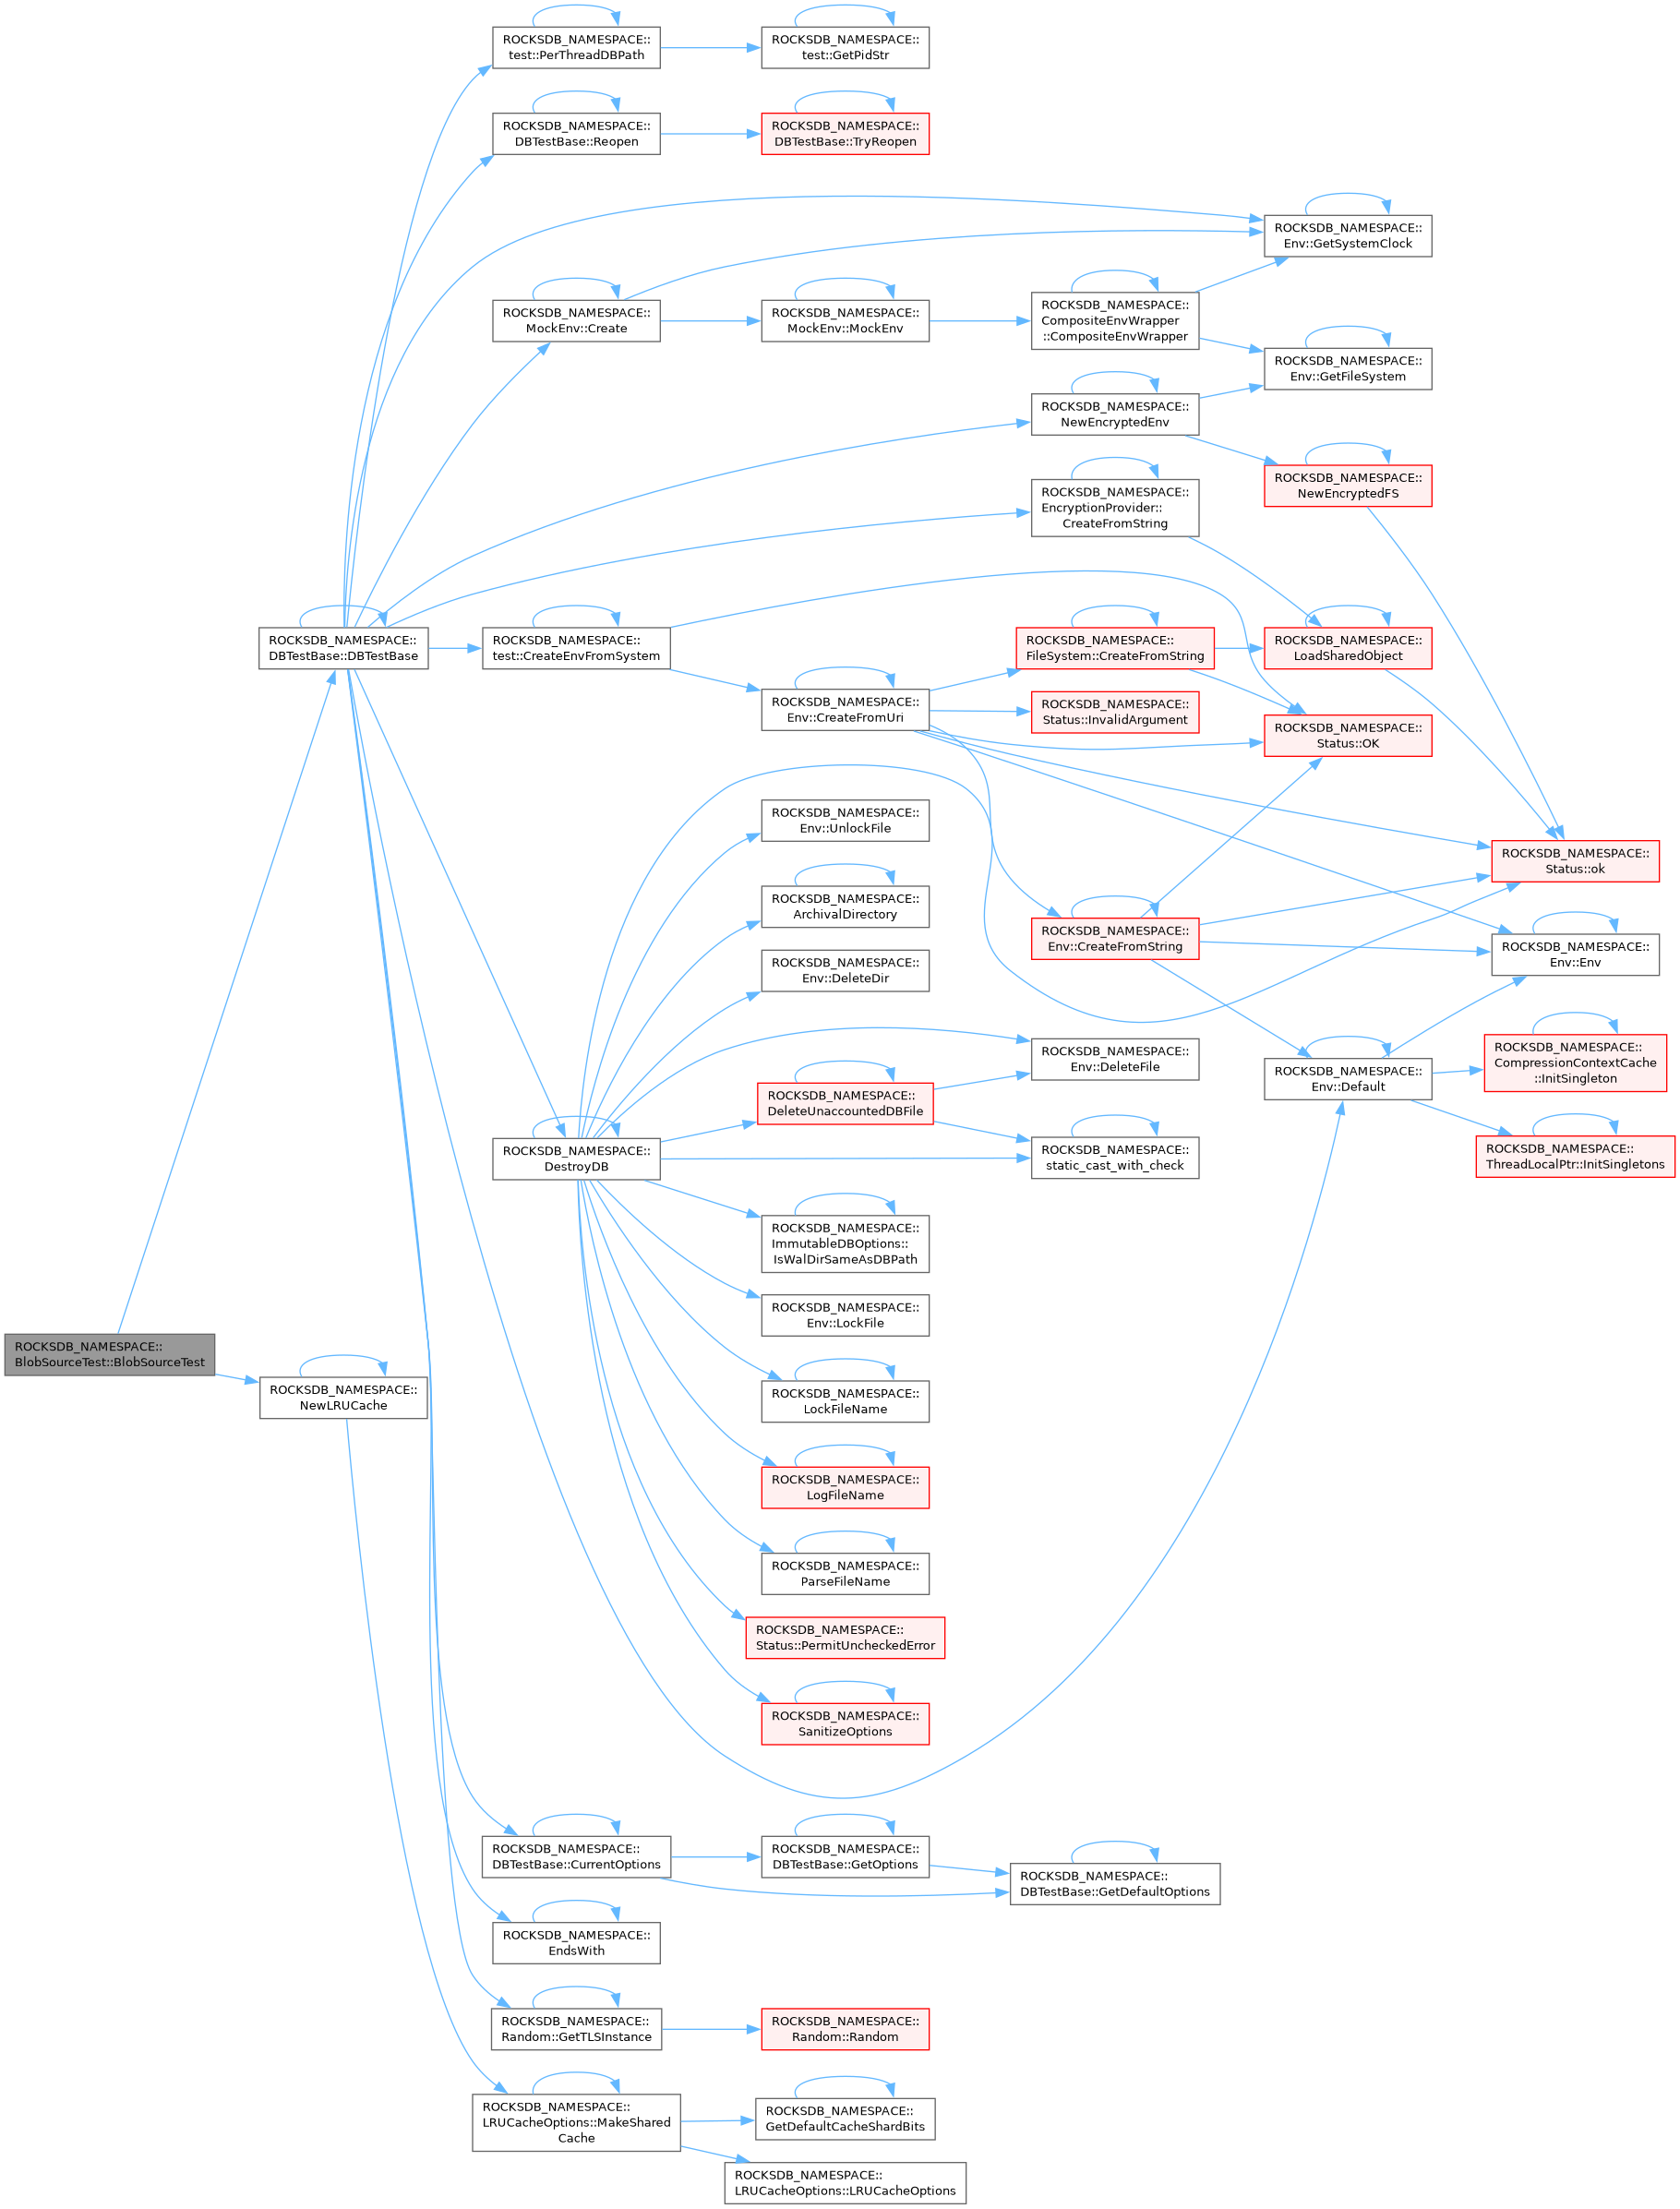 ROCKSDB_NAMESPACE::
test::PerThreadDBPath
ROCKSDB_NAMESPACE::
test::GetPidStr
ROCKSDB_NAMESPACE::
DBTestBase::Reopen
ROCKSDB_NAMESPACE::
DBTestBase::TryReopen
ROCKSDB_NAMESPACE::
Env::GetSystemClock
ROCKSDB_NAMESPACE::
MockEnv::Create
ROCKSDB_NAMESPACE::
MockEnv::MockEnv
ROCKSDB_NAMESPACE::
CompositeEnvWrapper
::CompositeEnvWrapper
ROCKSDB_NAMESPACE::
Env::GetFileSystem
ROCKSDB_NAMESPACE::
NewEncryptedEnv
ROCKSDB_NAMESPACE::
NewEncryptedFS
ROCKSDB_NAMESPACE::
EncryptionProvider::
CreateFromString
ROCKSDB_NAMESPACE::
DBTestBase::DBTestBase
ROCKSDB_NAMESPACE::
test::CreateEnvFromSystem
ROCKSDB_NAMESPACE::
FileSystem::CreateFromString
ROCKSDB_NAMESPACE::
LoadSharedObject
ROCKSDB_NAMESPACE::
Env::CreateFromUri
ROCKSDB_NAMESPACE::
Status::InvalidArgument
ROCKSDB_NAMESPACE::
Status::OK
ROCKSDB_NAMESPACE::
Env::UnlockFile
ROCKSDB_NAMESPACE::
Status::ok
ROCKSDB_NAMESPACE::
ArchivalDirectory
ROCKSDB_NAMESPACE::
Env::CreateFromString
ROCKSDB_NAMESPACE::
Env::Env
ROCKSDB_NAMESPACE::
Env::DeleteDir
ROCKSDB_NAMESPACE::
Env::DeleteFile
ROCKSDB_NAMESPACE::
Env::Default
ROCKSDB_NAMESPACE::
CompressionContextCache
::InitSingleton
ROCKSDB_NAMESPACE::
DeleteUnaccountedDBFile
ROCKSDB_NAMESPACE::
DestroyDB
ROCKSDB_NAMESPACE::
static_cast_with_check
ROCKSDB_NAMESPACE::
ThreadLocalPtr::InitSingletons
ROCKSDB_NAMESPACE::
ImmutableDBOptions::
IsWalDirSameAsDBPath
ROCKSDB_NAMESPACE::
Env::LockFile
ROCKSDB_NAMESPACE::
BlobSourceTest::BlobSourceTest
ROCKSDB_NAMESPACE::
NewLRUCache
ROCKSDB_NAMESPACE::
LockFileName
ROCKSDB_NAMESPACE::
LogFileName
ROCKSDB_NAMESPACE::
ParseFileName
ROCKSDB_NAMESPACE::
Status::PermitUncheckedError
ROCKSDB_NAMESPACE::
SanitizeOptions
ROCKSDB_NAMESPACE::
DBTestBase::CurrentOptions
ROCKSDB_NAMESPACE::
DBTestBase::GetOptions
ROCKSDB_NAMESPACE::
DBTestBase::GetDefaultOptions
ROCKSDB_NAMESPACE::
EndsWith
ROCKSDB_NAMESPACE::
Random::GetTLSInstance
ROCKSDB_NAMESPACE::
Random::Random
ROCKSDB_NAMESPACE::
LRUCacheOptions::MakeShared
Cache
ROCKSDB_NAMESPACE::
GetDefaultCacheShardBits
ROCKSDB_NAMESPACE::
LRUCacheOptions::LRUCacheOptions